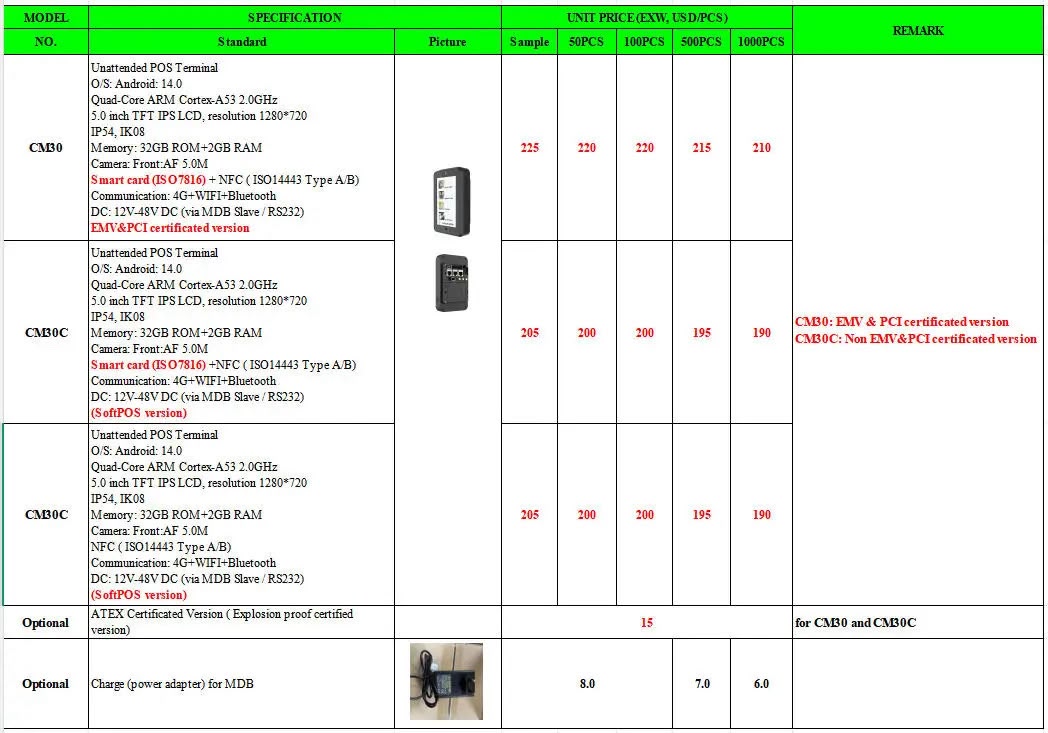 MODEL SPECIFICATION UNIT PRICE(EXW, USD/PCS) REMARK
NO. Standard Picture Sample 50PCS 100PCS 500PCS 1000PCS
CM30
Unattended POS Terminal
O/S: Android: 14.0
Quad-Core ARM Cortex-A53 2.0GHz
5.0 inch TFT IPS LCD, resolution 1280*720
IP54, IK08
Memory: 32GB ROM+2GB RAM
Camera: Front:AF 5.0M
Smart card (ISO7816) + NFC ( ISO14443 Type A/B)
Communication: 4G+WIFI+Bluetooth
DC: 12V-48V DC (via MDB Slave / RS232)
EMV&PCI certificated version
225 220 220 215 210
CM30C
Unattended POS Terminal
O/S: Android: 14.0
Quad-Core ARM Cortex-A53 2.0GHz
5.0 inch TFT IPS LCD, resolution 1280*720
IP54, IK08
Memory: 32GB ROM+2GB RAM
Camera: Front:AF 5.0M
Smart card (ISO7816) +NFC ( ISO14443 Type A/B)
Communication: 4G+WIFI+Bluetooth
DC: 12V-48V DC (via MDB Slave / RS232)
(SoftPOS version)
205 200 200 195 190
CM30: EMV & PCI certificated version
CM30C: Non EMV&PCI certificated version
CM30C
Unattended POS Terminal
O/S: Android: 14.0
Quad-Core ARM Cortex-A53 2.0GHz
5.0 inch TFT IPS LCD, resolution 1280*720
IP54, IK08
Memory: 32GB ROM+2GB RAM
Camera: Front:AF 5.0M
NFC ( ISO14443 Type A/B)
Communication: 4G+WIFI+Bluetooth
DC: 12V-48V DC (via MDB Slave / RS232)
(SoftPOS version)
205 200 200 195 190
Optional
ATEX Certificated Version ( Explosion proof certified
version)
15
for CM30 and CM30C
Optional Charge (power adapter) for MDB 8.0 7.0 6.0